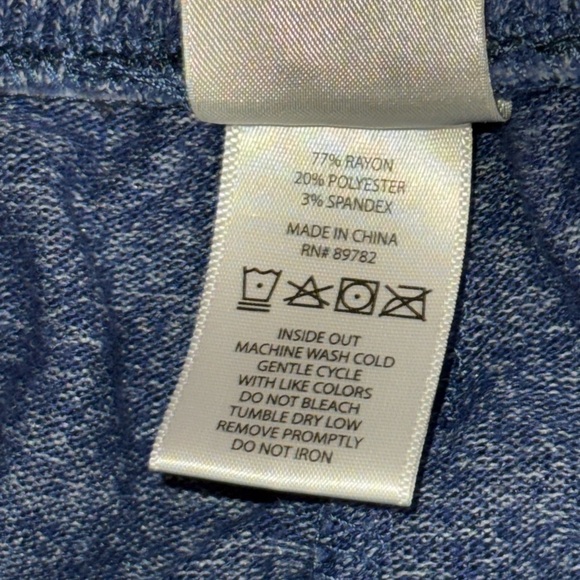 77% RAYON
20% POLYESTER
3% SPANDEX
MADE IN CHINA
RN# 89782
INSIDE OUT
MACHINE WASH COLD
GENTLE CYCLE
WITH LIKE COLORS
DO NOT BLEACH
TUMBLE DRY LOW
REMOVE PROMPTLY
DO NOT IRON